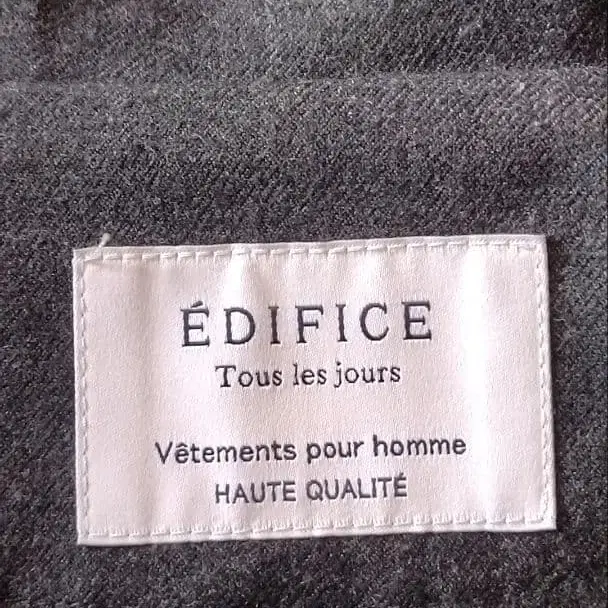 ÉDIFICE
Tous les jours
Vêtements pour homme
HAUTE QUALITÉ